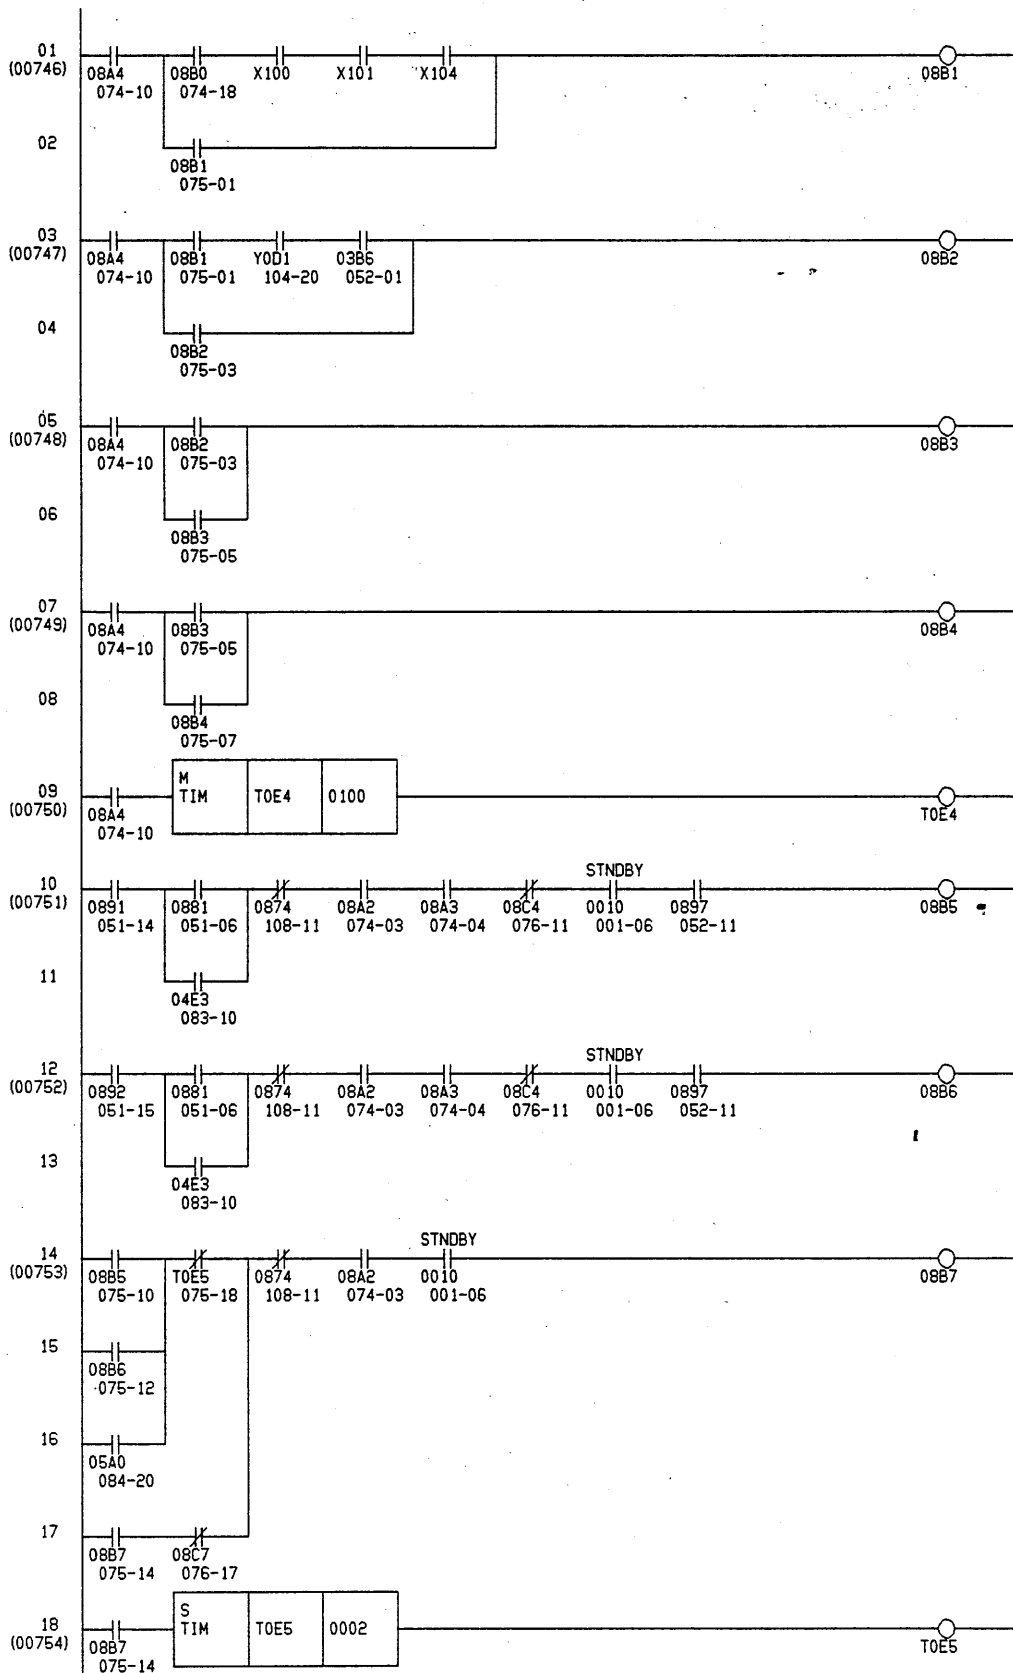 01
(00746) 08A4 08B0 X100 X101 X104 08B1
074-10 074-18
02
08B1
075-01
03
(00747) 08A4 08B1 Y0D1 03B6 08B2
074-10 075-01 104-20 052-01
04
08B2
075-03
05
(00748) 08A4 08B2 08B3
074-10 075-03
06
08B3
075-05
07
(00749) 08A4 08B3 08B4
074-10 075-05
08
08B4
075-07
M
09 TIM T0E4 0100
(00750) 08A4 T0E4
074-10
STNDBY
10
(00751) 0891 0881 0874 08A2 08A3 08C4 0010 0897 08B5
051-14 051-06 108-11 074-03 074-04 076-11 001-06 052-11
11
04E3
083-10
STNDBY
12
(00752) 0892 0881 0874 08A2 08A3 08C4 0010 0897 08B6
051-15 051-06 108-11 074-03 074-04 076-11 001-06 052-11
13
04E3
083-10
STNDBY
14
(00753) 08B5 T0E5 0874 08A2 0010 08B7
075-10 075-18 108-11 074-03 001-06
15
08B6
075-12
16
05A0
084-20
17
08B7 08C7
075-14 076-17
S
18 TIM T0E5 0002
(00754) 08B7 T0E5
075-14